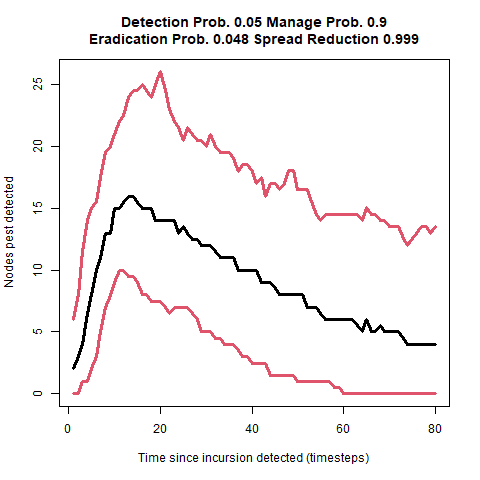 Detection Prob. 0.05 Manage Prob. 0.9
Eradication Prob. 0.048 Spread Reduction 0.999
Nodes pest detected
25
20
15
10
5
0
0 20 40 60 80
Time since incursion detected (timesteps)